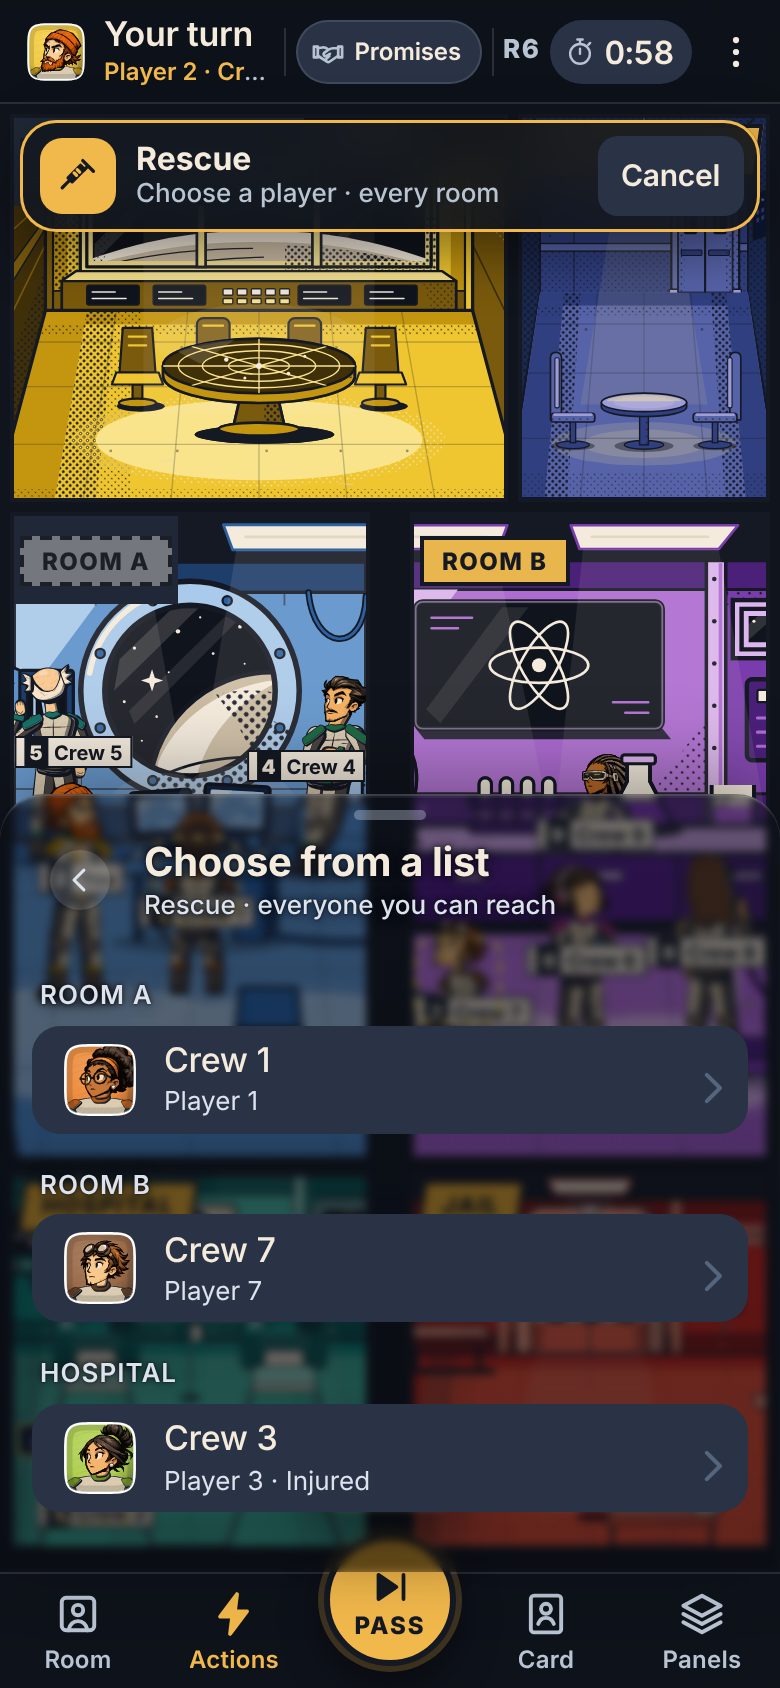 Your turn
Player 2 · Cr...
Promises
R6
0:58
Rescue
Choose a player · every room
Cancel
ROOM A
ROOM B
5 Crew 5
4 Crew 4
Choose from a list
Rescue · everyone you can reach
ROOM A
Crew 1
Player 1
ROOM B
Crew 7
Player 7
HOSPITAL
Crew 3
Player 3 · Injured
PASS
Room
Actions
Card
Panels